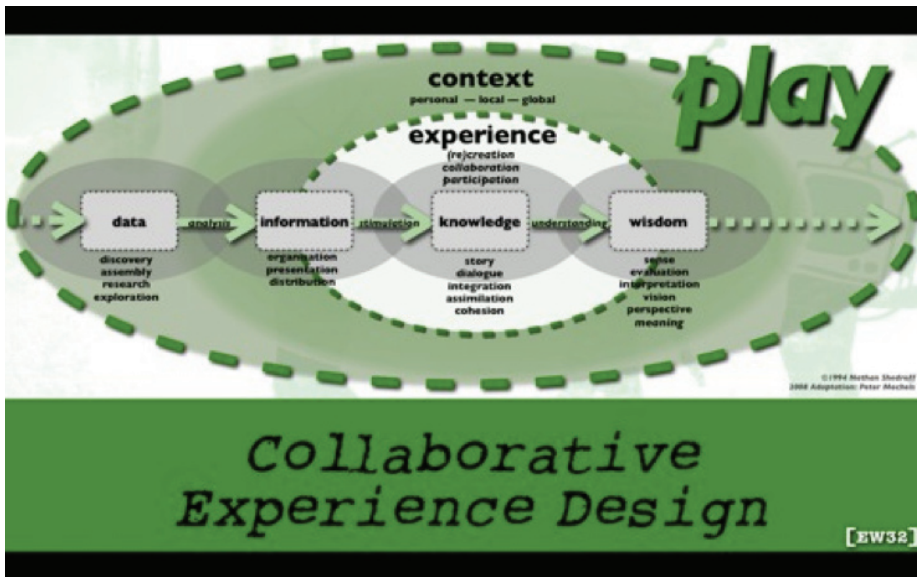 play
context
personal — local — global
experience
(re)creation
collaboration
participation
data
analysis
information
stimulation
knowledge
understanding
wisdom
discovery
assembly
research
exploration
organisation
presentation
distribution
story
dialogue
integration
assimilation
cohesion
sense
evaluation
interpretation
vision
perspective
meaning
©1994 Nathan Shedroff
2008 Adaptation: Peter Mechels
Collaborative
Experience Design
[EW32]